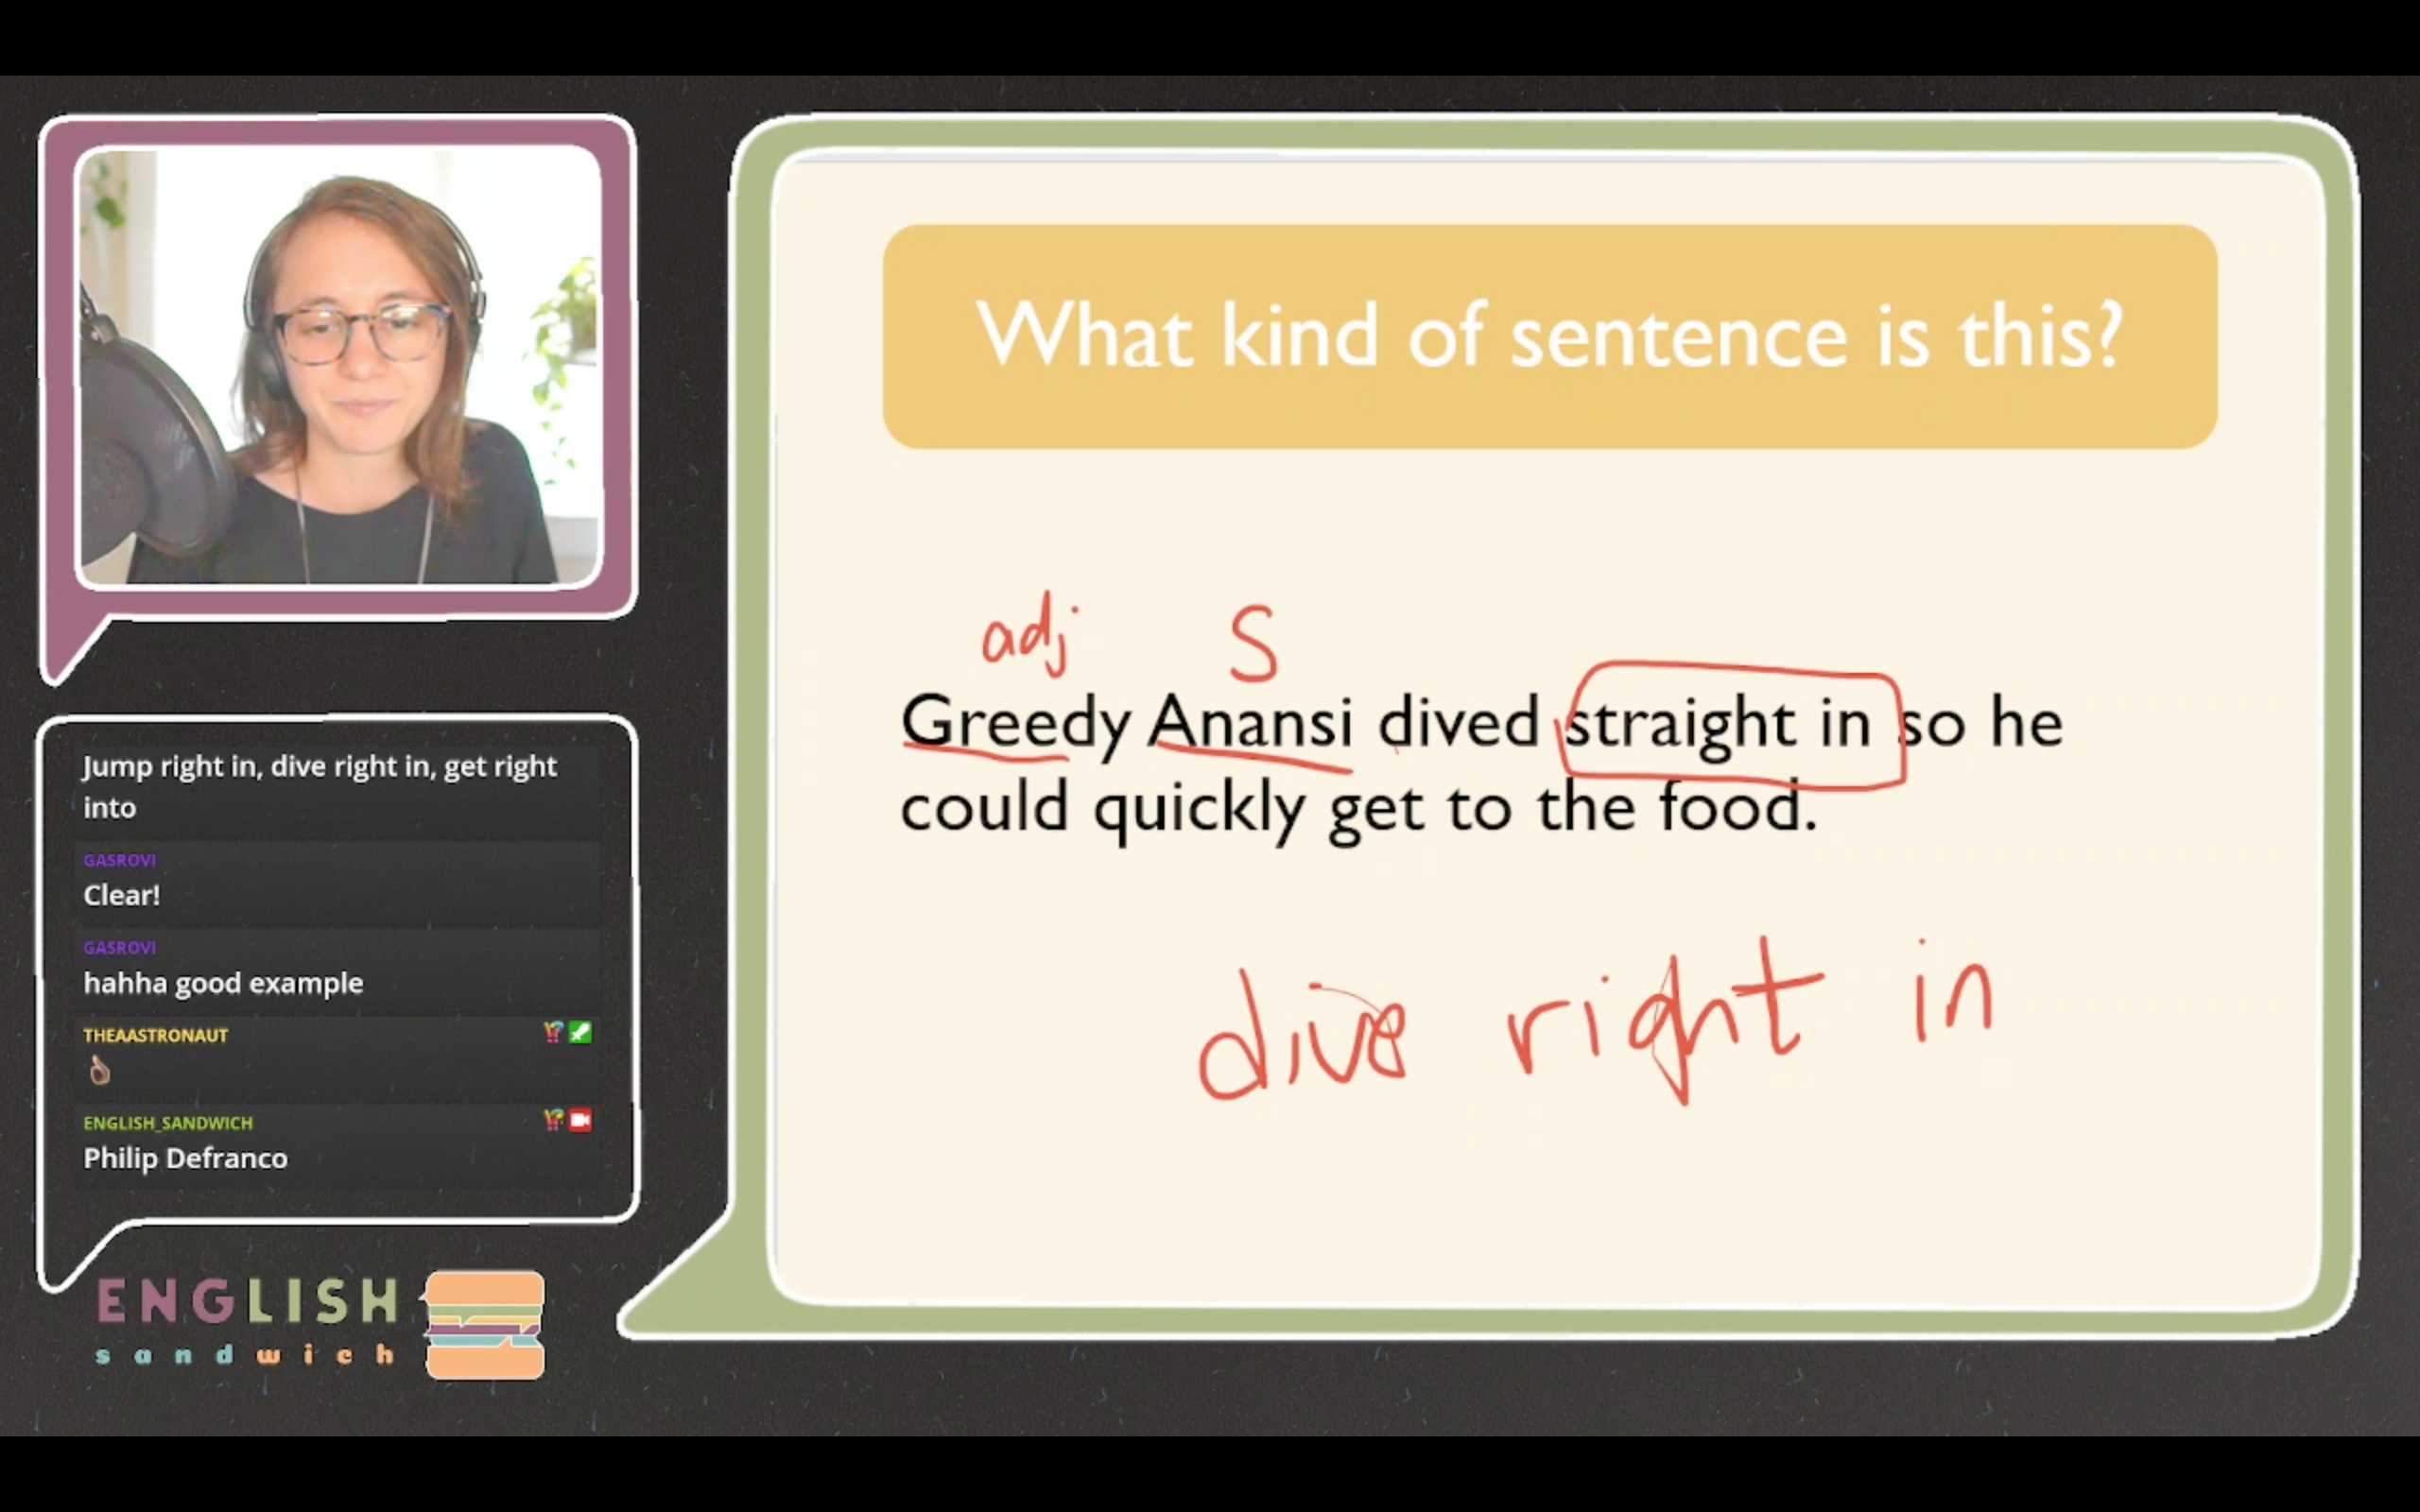 What kind of sentence is this?
adj S
Greedy Anansi dived straight in so he
could quickly get to the food.
dive right in
Jump right in, dive right in, get right
into
GASROVI
Clear!
GASROVI
hahha good example
THEAASTRONAUT
👌🏽
ENGLISH_SANDWICH
Philip Defranco
ENGLISH
sandwich